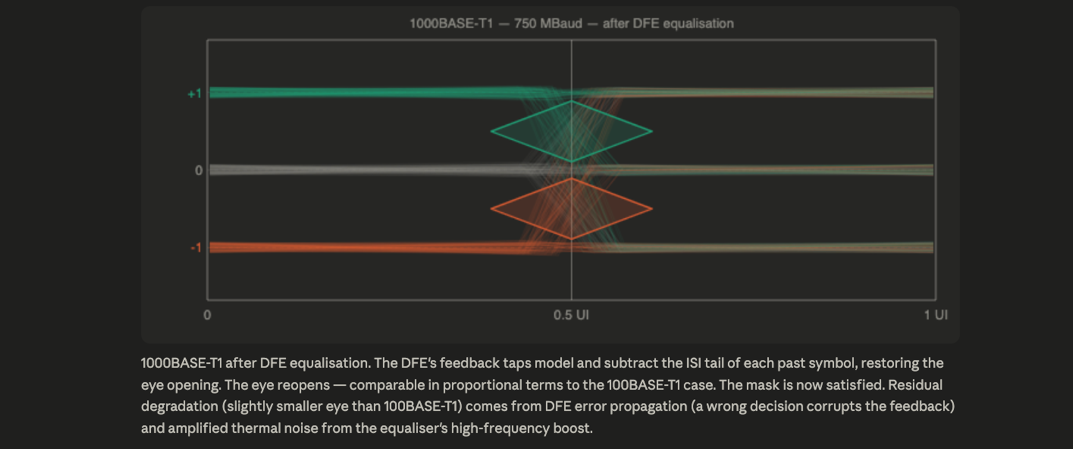 1000BASE-T1 — 750 MBaud — after DFE equalisation
+1
0
-1
0
0.5 UI
1 UI
1000BASE-T1 after DFE equalisation. The DFE's feedback taps model and subtract the ISI tail of each past symbol, restoring the
eye opening. The eye reopens — comparable in proportional terms to the 100BASE-T1 case. The mask is now satisfied. Residual
degradation (slightly smaller eye than 100BASE-T1) comes from DFE error propagation (a wrong decision corrupts the feedback)
and amplified thermal noise from the equaliser's high-frequency boost.